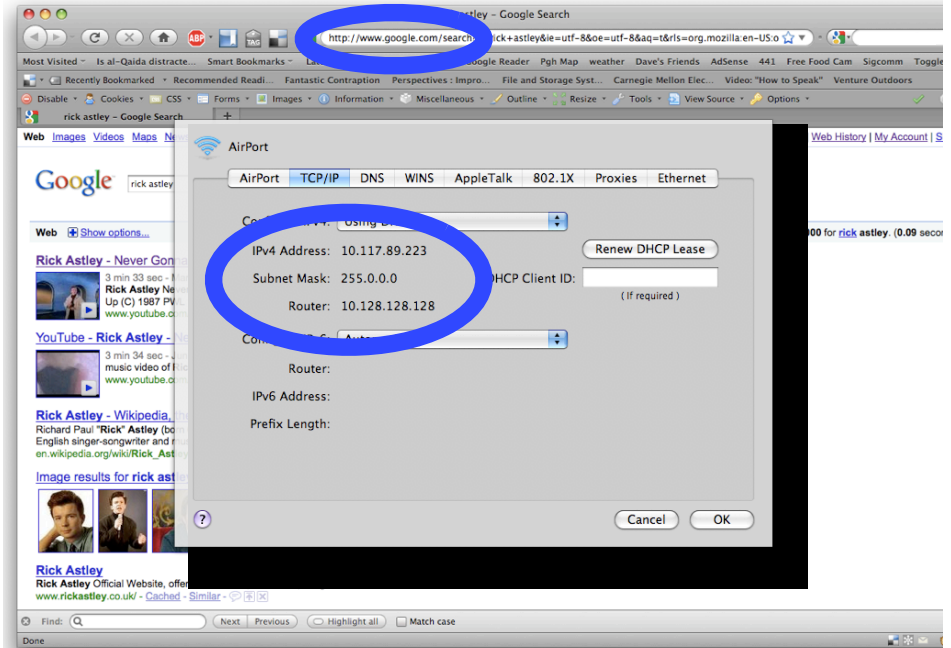 astley – Google Search
http://www.google.com/search ick+astley&ie=utf-8&oe=utf-8&aq=t&rls=org.mozilla:en-US:o
Most Visited Is al-Qaida distracte... Smart Bookmarks Google Reader Pgh Map weather Dave's Friends AdSense 441 Free Food Cam Sigcomm Toggle
Recently Bookmarked Recommended Readi... Fantastic Contraption Perspectives : Impro... File and Storage Syst... Carnegie Mellon Elec... Video: "How to Speak" Venture Outdoors
Disable Cookies CSS Forms Images Information Miscellaneous Outline Resize Tools View Source Options
rick astley – Google Search +
Web Images Videos Maps Web History | My Account |
AirPort
AirPort TCP/IP DNS WINS AppleTalk 802.1X Proxies Ethernet
Google rick astley
Web Show options... 000 for rick astley. (0.09
IPv4 Address: 10.117.89.223 Renew DHCP Lease
Subnet Mask: 255.0.0.0 DHCP Client ID:
(If required)
Router: 10.128.128.128
Router:
IPv6 Address:
Prefix Length:
Rick Astley - Never Gon
3 min 33 sec -
Rick Astley
Up (C) 1987
www.youtube.c
YouTube - Rick Astley -
3 min 34 sec -
music video of
www.youtube.c
Rick Astley - Wikipedia,
Richard Paul "Rick" Astley
English singer-songwriter and
en.wikipedia.org/wiki/Rick_Ast
Image results for rick ast
? Cancel OK
Rick Astley
Rick Astley Official Website, offer
www.rickastley.co.uk/ - Cached - Similar -
Find: Next Previous Highlight all Match case
Done